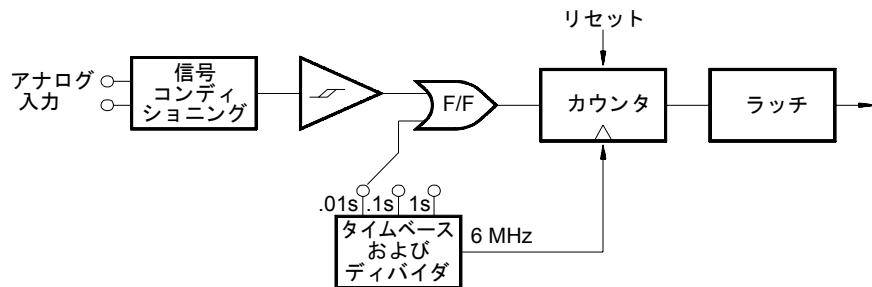 リセット
アナログ
入力
信号
コンディ
ショニング
F/F
カウンタ
ラッチ
.01s .1s 1s
タイムベース
および
ディバイダ
6 MHz